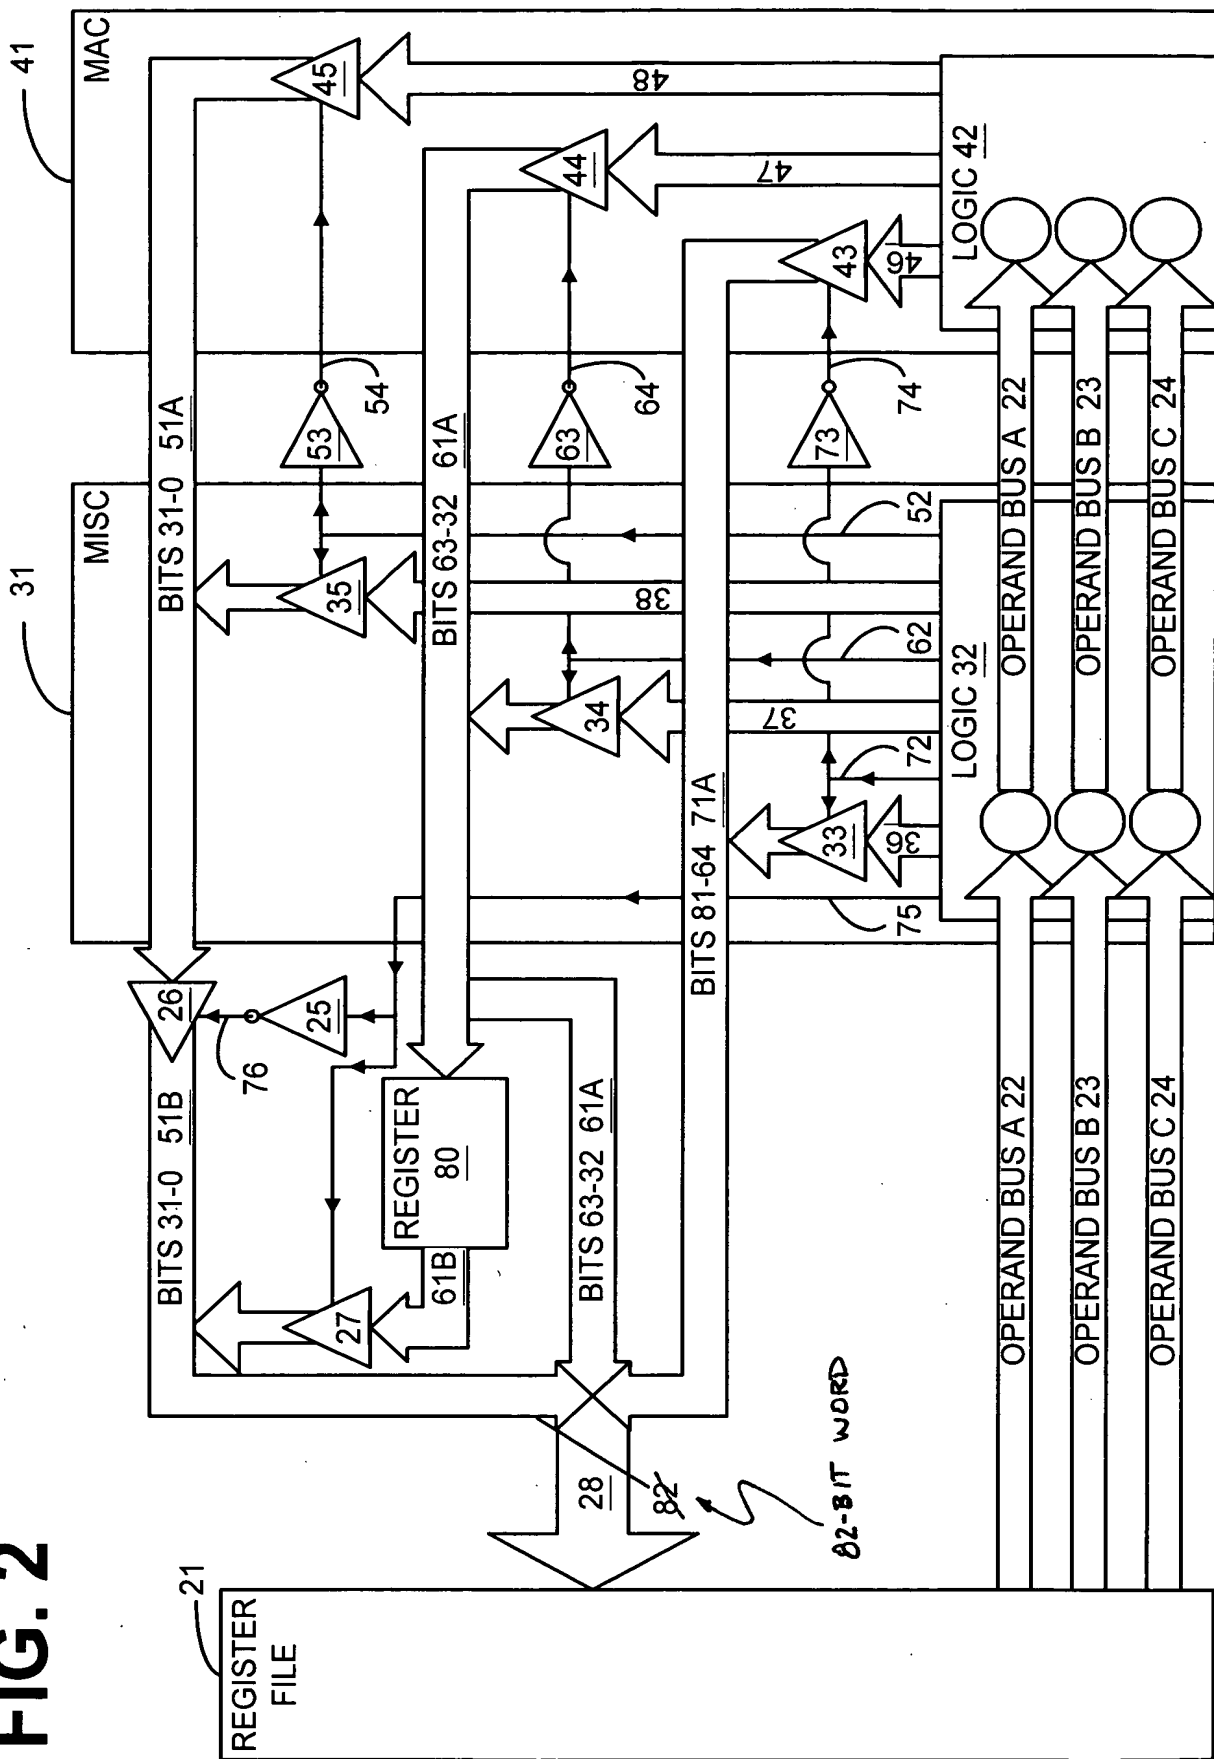 FIG. 2
41
MAC
31
MISC
45
48
44
47
43
46
LOGIC 42
BITS 31-0 51A
53
54
BITS 63-32 61A
63
64
73
74
35
38
52
34
37
62
BITS 81-64 71A
33
36
72
75
LOGIC 32
26
76
25
BITS 31-0 51B
REGISTER
80
61B
27
BITS 63-32 61A
28
82
82-BIT WORD
21
REGISTER
FILE
OPERAND BUS A 22
OPERAND BUS B 23
OPERAND BUS C 24
OPERAND BUS A 22
OPERAND BUS B 23
OPERAND BUS C 24